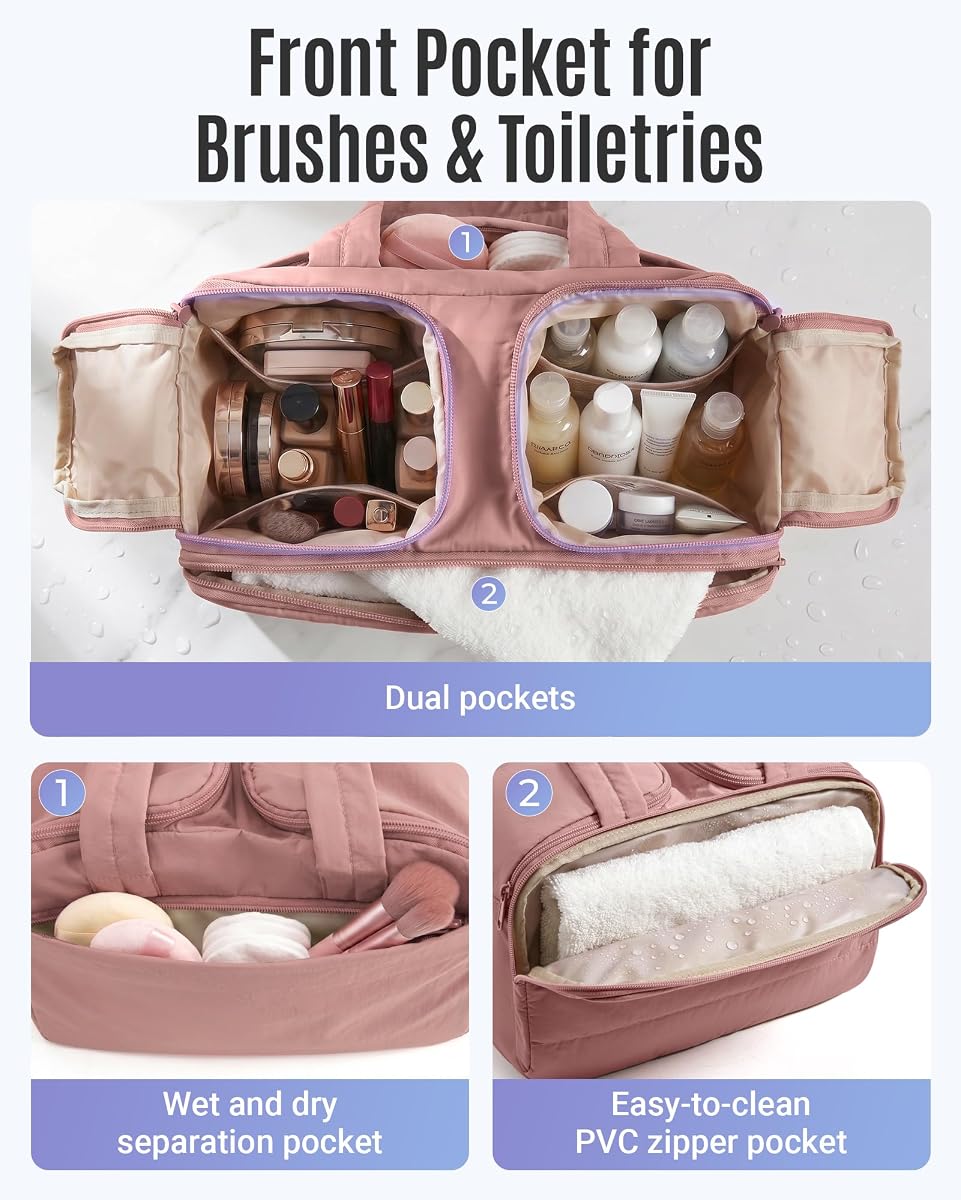 Front Pocket for
Brushes & Toiletries
1
2
Dual pockets
1
2
Wet and dry
separation pocket
Easy-to-clean
PVC zipper pocket